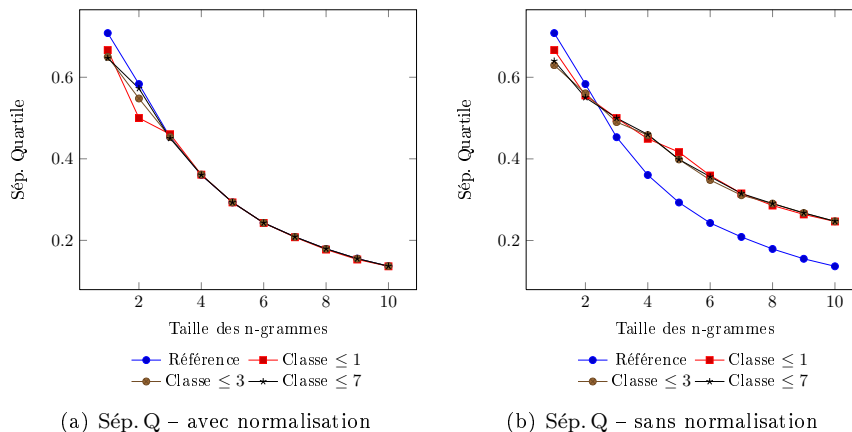 0.2
0.4
0.6
2
4
6
8
10
Sép. Quartile
Taille des n-grammes
Référence
Classe ≤ 1
Classe ≤ 3
Classe ≤ 7
(a) Sép. Q – avec normalisation
0.2
0.4
0.6
2
4
6
8
10
Sép. Quartile
Taille des n-grammes
Référence
Classe ≤ 1
Classe ≤ 3
Classe ≤ 7
(b) Sép. Q – sans normalisation